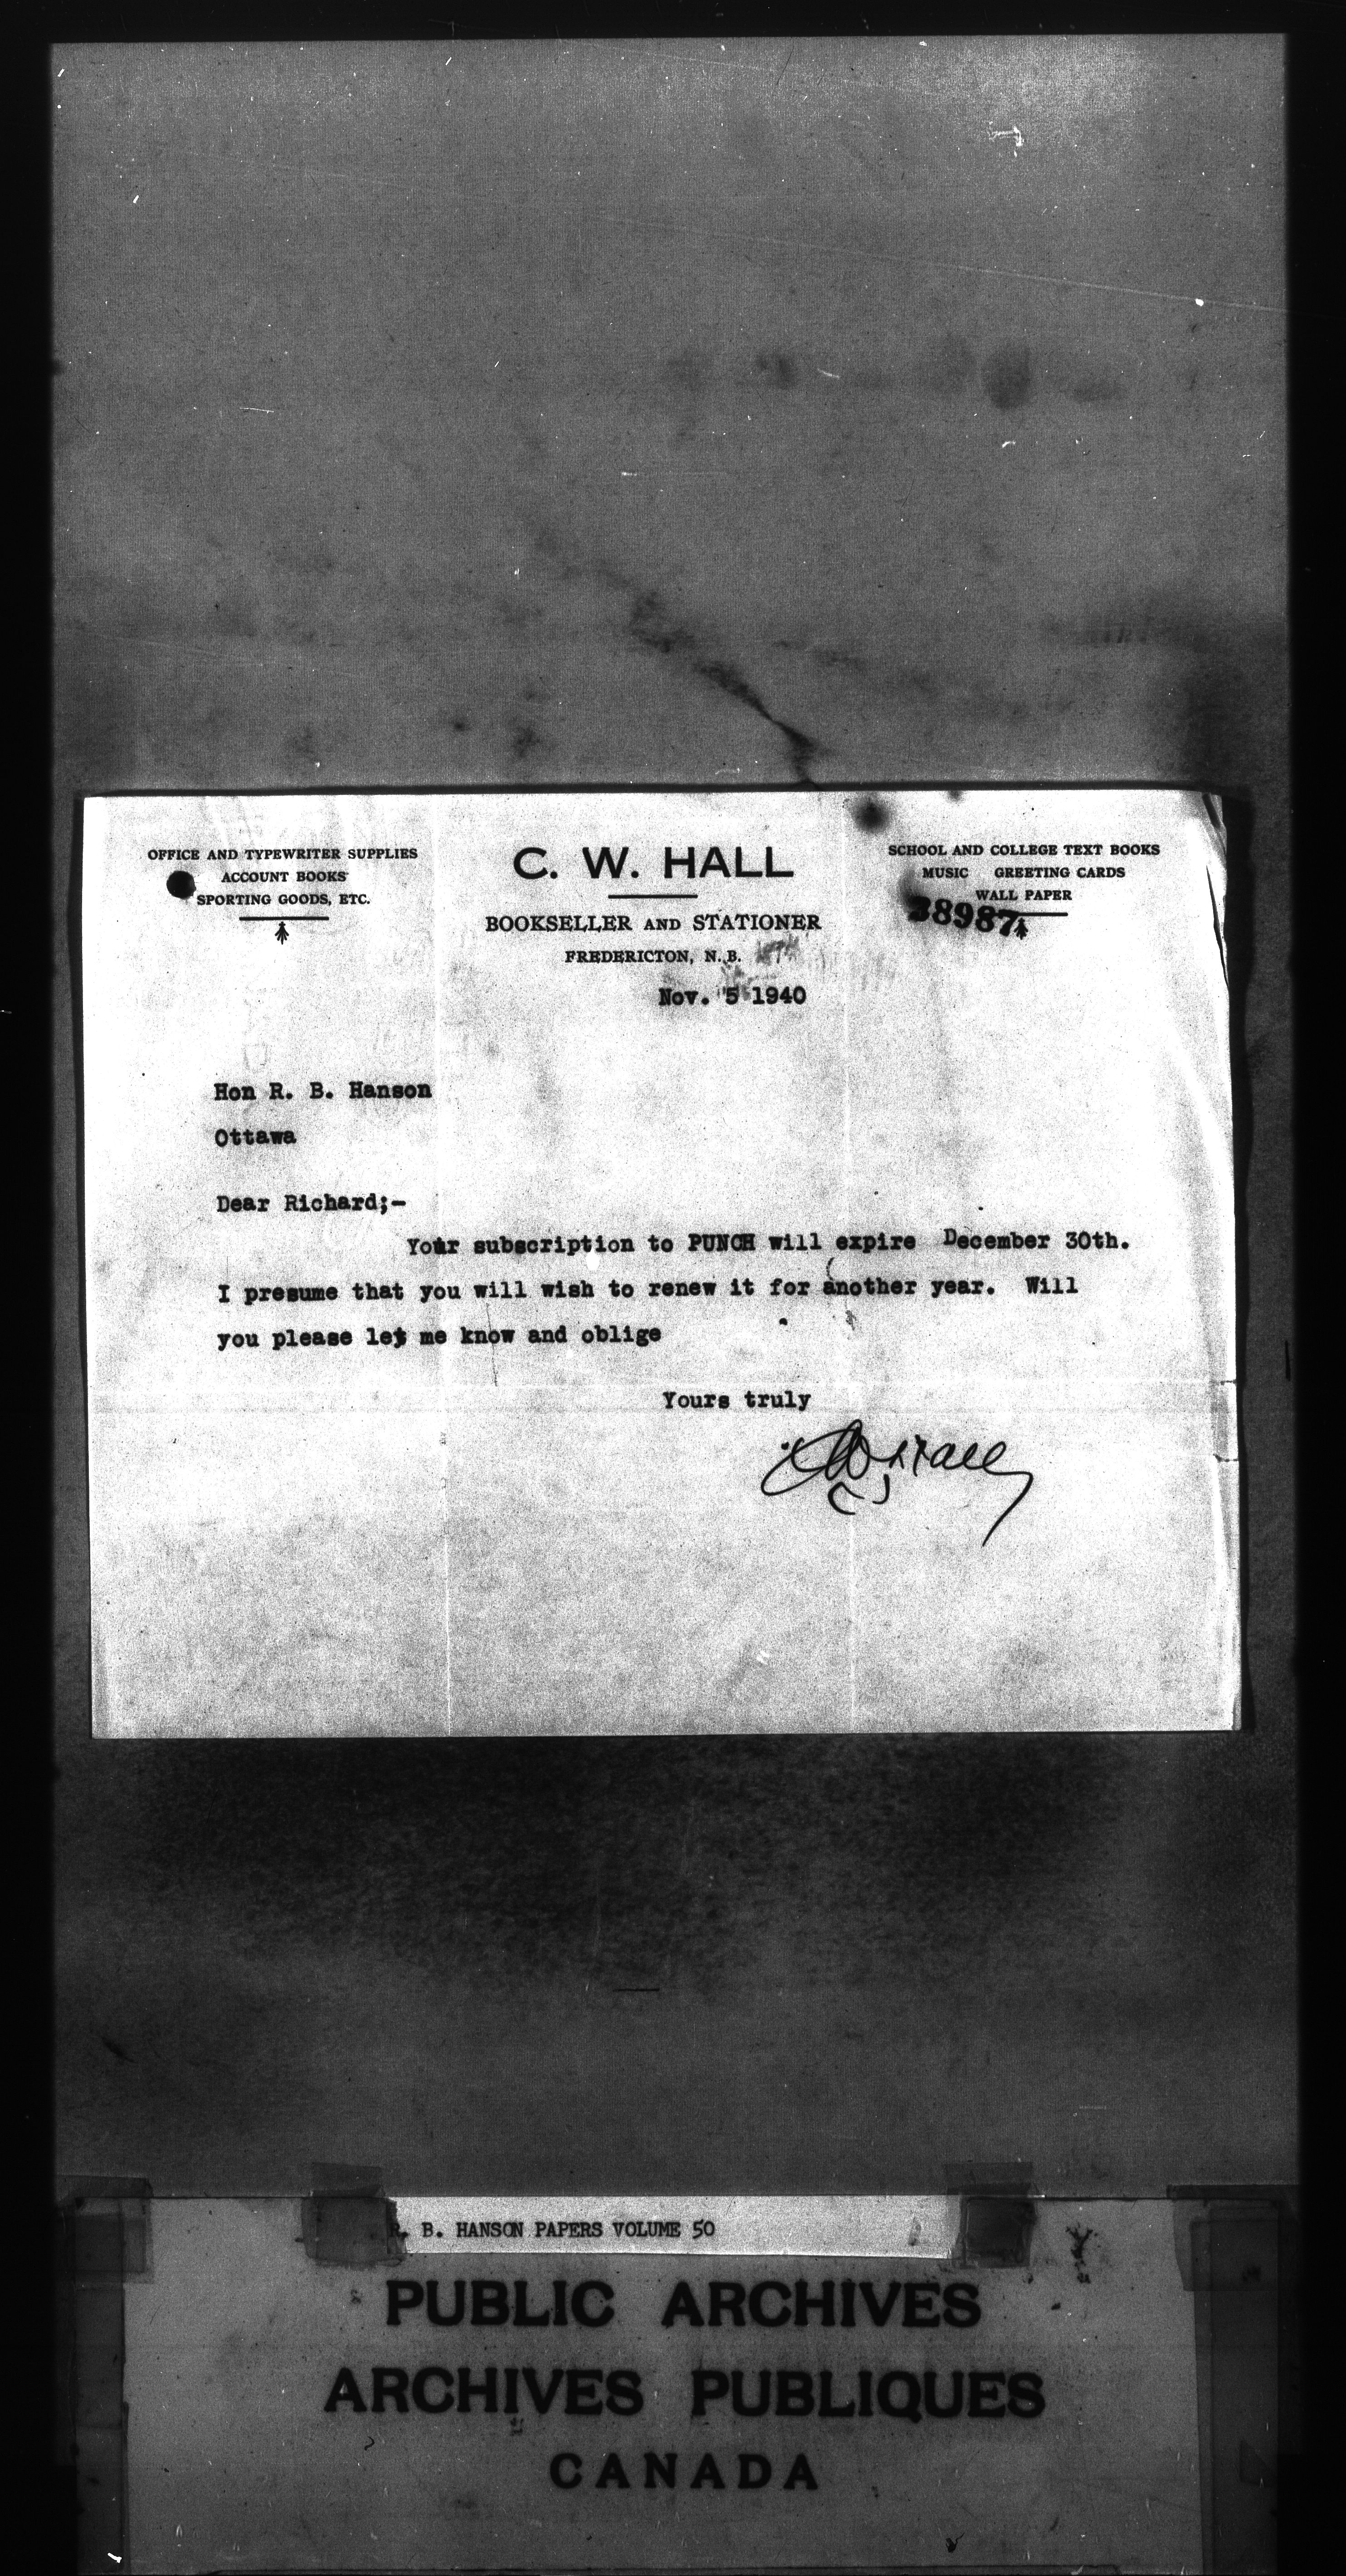 OFFICE AND TYPEWRITER SUPPLIES
ACCOUNT BOOKS
SPORTING GOODS, ETC.
C. W. HALL
BOOKSELLER AND STATIONER
FREDERICTON, N. B.
SCHOOL AND COLLEGE TEXT BOOKS
MUSIC GREETING CARDS
WALL PAPER
38987
Nov. 5 1940
Hon R. B. Hanson
Ottawa
Dear Richard;-
Your subscription to PUNCH will expire December 30th.
I presume that you will wish to renew it for another year. Will
you please let me know and oblige
Yours truly
CW Hall
R. B. HANSON PAPERS VOLUME 50
PUBLIC ARCHIVES
ARCHIVES PUBLIQUES
CANADA